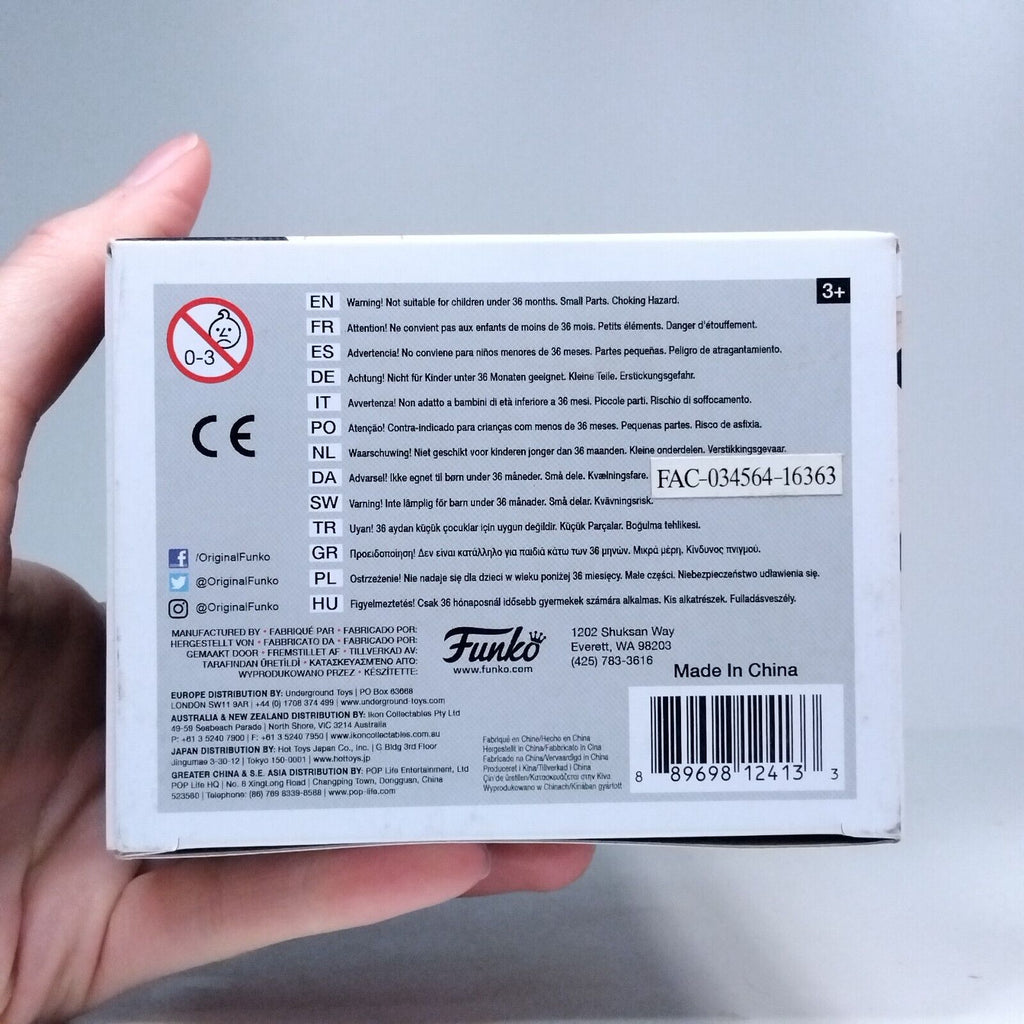 3+
0-3
CE
EN Warning! Not suitable for children under 36 months. Small Parts. Choking Hazard.
FR Attention! Ne convient pas aux enfants de moins de 36 mois. Petits éléments. Danger d'étouffement.
ES Advertencia! No conviene para niños menores de 36 meses. Partes pequeñas. Peligro de atragantamiento.
DE Achtung! Nicht für Kinder unter 36 Monaten geeignet. Kleine Teile. Erstickungsgefahr.
IT Avvertenza! Non adatto a bambini di età inferiore a 36 mesi. Piccole parti. Rischio di soffocamento.
PO Atenção! Contra-indicado para crianças com menos de 36 meses. Pequenas partes. Risco de asfixia.
NL Waarschuwing! Niet geschikt voor kinderen jonger dan 36 maanden. Kleine onderdelen. Verstikkingsgevaar.
DA Advarsel! Ikke egnet til børn under 36 måneder. Små dele. Kvælningsfare.
FAC-034564-16363
SW Varning! Inte lämplig för barn under 36 månader. Små delar. Kvävningsrisk.
TR Uyarı! 36 aydan küçük çocuklar için uygun değildir. Küçük Parçalar. Boğulma tehlikesi.
GR Προειδοποίηση! Δεν είναι κατάλληλο για παιδιά κάτω των 36 μηνών. Μικρά μέρη. Κίνδυνος πνιγμού.
PL Ostrzeżenie! Nie nadaje się dla dzieci w wieku poniżej 36 miesięcy. Małe części. Niebezpieczeństwo udławienia się.
HU Figyelmeztetés! Csak 36 hónaposnál idősebb gyermekek számára alkalmas. Kis alkatrészek. Fulladásveszély.
f /OriginalFunko
@OriginalFunko
@OriginalFunko
MANUFACTURED BY • FABRIQUÉ PAR • FABRICADO POR:
HERGESTELLT VON • FABBRICATO DA • FABRICADO POR:
GEMAAKT DOOR • FREMSTILLET AF • TILLVERKAD AV:
TARAFINDAN ÜRETİLDİ • ΚΑΤΑΣΚΕΥΑΣΜΕΝΟ ΑΠΟ:
WYPRODUKOWANO PRZEZ • KÉSZÍTETTE:
Funko
www.funko.com
1202 Shuksan Way
Everett, WA 98203
(425) 783-3616
Made In China
EUROPE DISTRIBUTION BY: Underground Toys | PO Box 63668
LONDON SW11 9AR | +44 (0) 1708 374 499 | www.underground-toys.com
AUSTRALIA & NEW ZEALAND DISTRIBUTION BY: Ikon Collectables Pty Ltd
49-59 Seabeach Parade | North Shore, VIC 3214 Australia
P: +61 3 5240 7900 | F: +61 3 5240 7950 | www.ikoncollectables.com.au
JAPAN DISTRIBUTION BY: Hot Toys Japan Co., Inc. | G Bldg 3rd Floor
Jingumae 3-30-12 | Tokyo 150-0001 | www.hottoys.jp
GREATER CHINA & S.E. ASIA DISTRIBUTION BY: POP Life Entertainment, Ltd
POP Life HQ | No. 8 XingLong Road | Changping Town, Dongguan, China
523560 | Telephone: (86) 769 8339-8588 | www.pop-life.com
Fabriqué en Chine/Hecho en China
Hergestellt in China/Fabbricato in Cina
Fabricado na China/Vervaardigd in China
Produceret i Kina/Tillverkad i China
Çin'de üretilen/Κατασκευάζεται στην Κίνα
Wyprodukowano w Chinach/Kínában gyártott
8 89698 12413 3